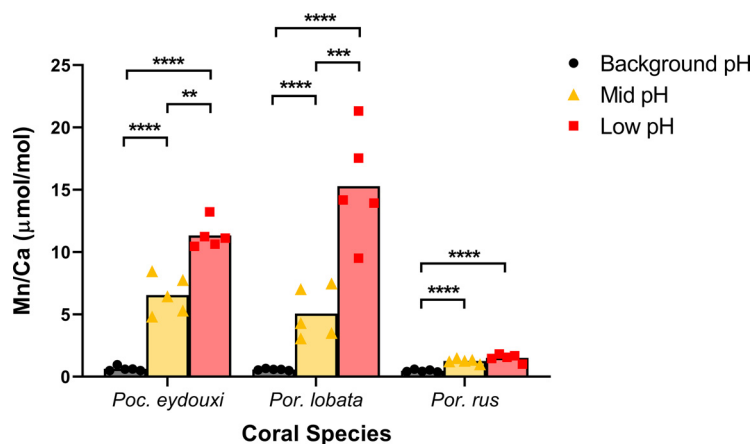 ****
****
****
***
**
****
****
****
****
25
20
15
10
5
0
Mn/Ca (μmol/mol)
Poc. eydouxi
Por. lobata
Por. rus
Coral Species
Background pH
Mid pH
Low pH